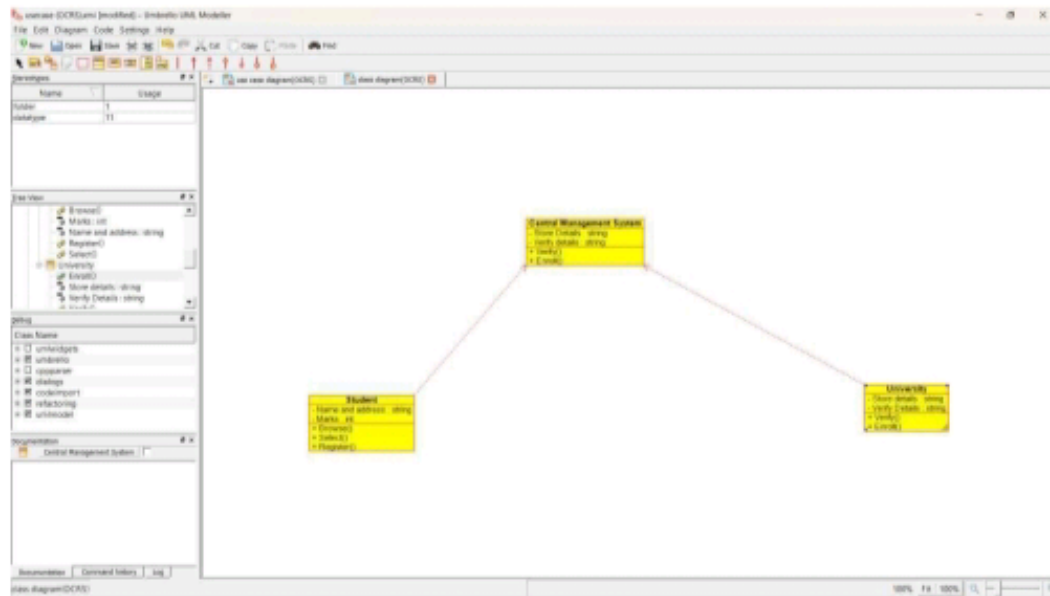 usecase (OCRS).xmi [modified] - Umbrello UML Modeller
File Edit Diagram Code Settings Help
New Open Save Cut Copy Paste Find
Stereotypes
use case diagram(OCRS) class diagram(OCRS)
Name Usage
folder 1
datatype 11
Tree View
Browse()
Marks : int
Name and address : string
Register()
Select()
University
Enroll()
Store details : string
Verify Details : string
Verify()
Central Management System
- Store Details : string
- Verify details : string
+ Verify()
+ Enroll()
Debug
Class Name
umlwidgets
umbrello
cppparser
dialogs
codeimport
refactoring
umlmodel
Student
- Name and address : string
- Marks : int
+ Browse()
+ Select()
+ Register()
University
- Store details : string
- Verify Details : string
+ Verify()
+ Enroll()
Documentation
Central Management System
Documentation Command history Log
class diagram(OCRS)
100% Fit 100%